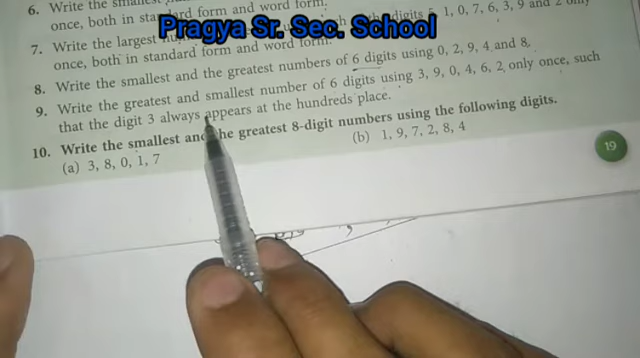 6. Write the smallest
once, both in standard form and word form.
Pragya Sr. Sec. School
7. Write the largest digits 5, 1, 0, 7, 6, 3, 9 and 2 only
once, both in standard form and word form.
8. Write the smallest and the greatest numbers of 6 digits using 0, 2, 9, 4 and 8.
9. Write the greatest and smallest number of 6 digits using 3, 9, 0, 4, 6, 2 only once, such
that the digit 3 always appears at the hundreds place.
10. Write the smallest and the greatest 8-digit numbers using the following digits.
(a) 3, 8, 0, 1, 7 (b) 1, 9, 7, 2, 8, 4
19